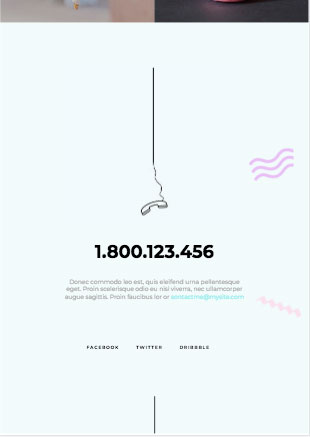 1.800.123.456
Donec commodo leo est, quis eleifend urna pellentesque
eget. Proin scelerisque odio eu nisi viverra, nec ullamcorper
augue sagittis. Proin faucibus lor or contactme@mysite.com
FACEBOOK TWITTER DRIBBBLE